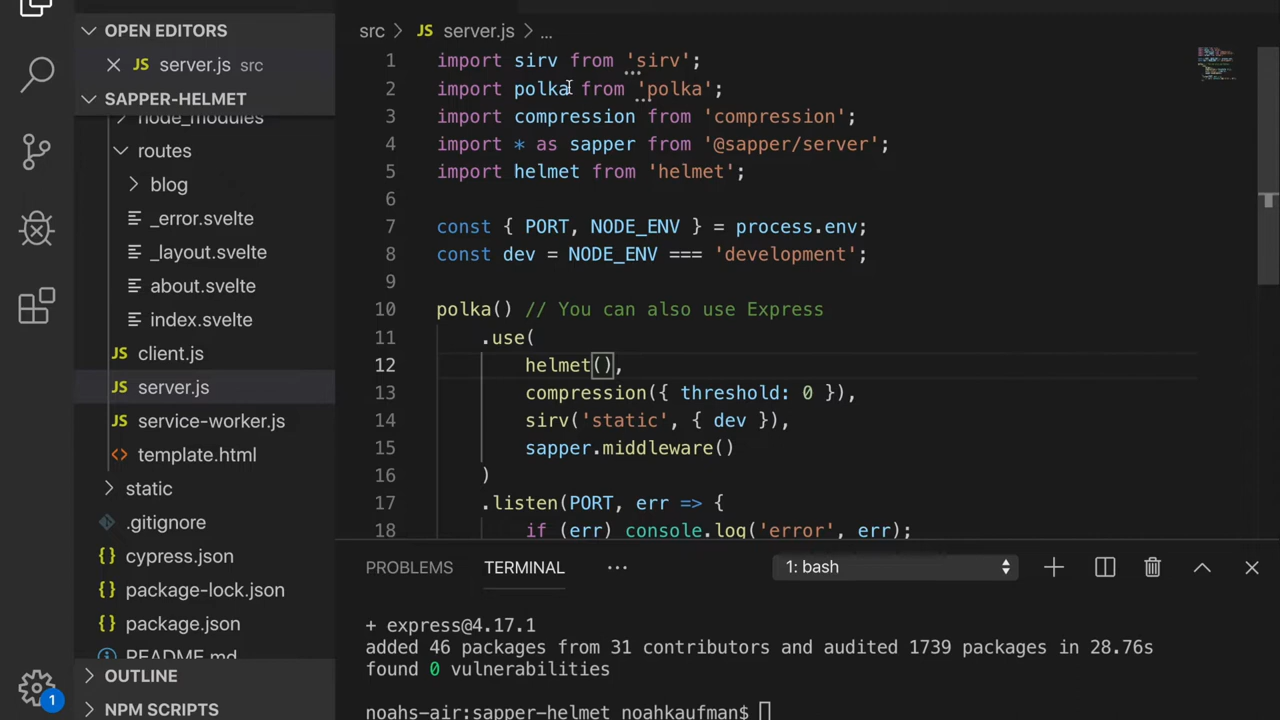 OPEN EDITORS
× JS server.js src
SAPPER-HELMET
node_modules
routes
blog
_error.svelte
_layout.svelte
about.svelte
index.svelte
JS client.js
JS server.js
JS service-worker.js
<> template.html
static
.gitignore
{} cypress.json
{} package-lock.json
{} package.json
README.md
OUTLINE
NPM SCRIPTS
1
src > JS server.js > ...
1 import sirv from 'sirv';
2 import polka from 'polka';
3 import compression from 'compression';
4 import * as sapper from '@sapper/server';
5 import helmet from 'helmet';
6
7 const { PORT, NODE_ENV } = process.env;
8 const dev = NODE_ENV === 'development';
9
10 polka() // You can also use Express
11 .use(
12 helmet(),
13 compression({ threshold: 0 }),
14 sirv('static', { dev }),
15 sapper.middleware()
16 )
17 .listen(PORT, err => {
18 if (err) console.log('error', err);
PROBLEMS TERMINAL ... 1: bash
+ express@4.17.1
added 46 packages from 31 contributors and audited 1739 packages in 28.76s
found 0 vulnerabilities
noahs-air:sapper-helmet noahkaufman$